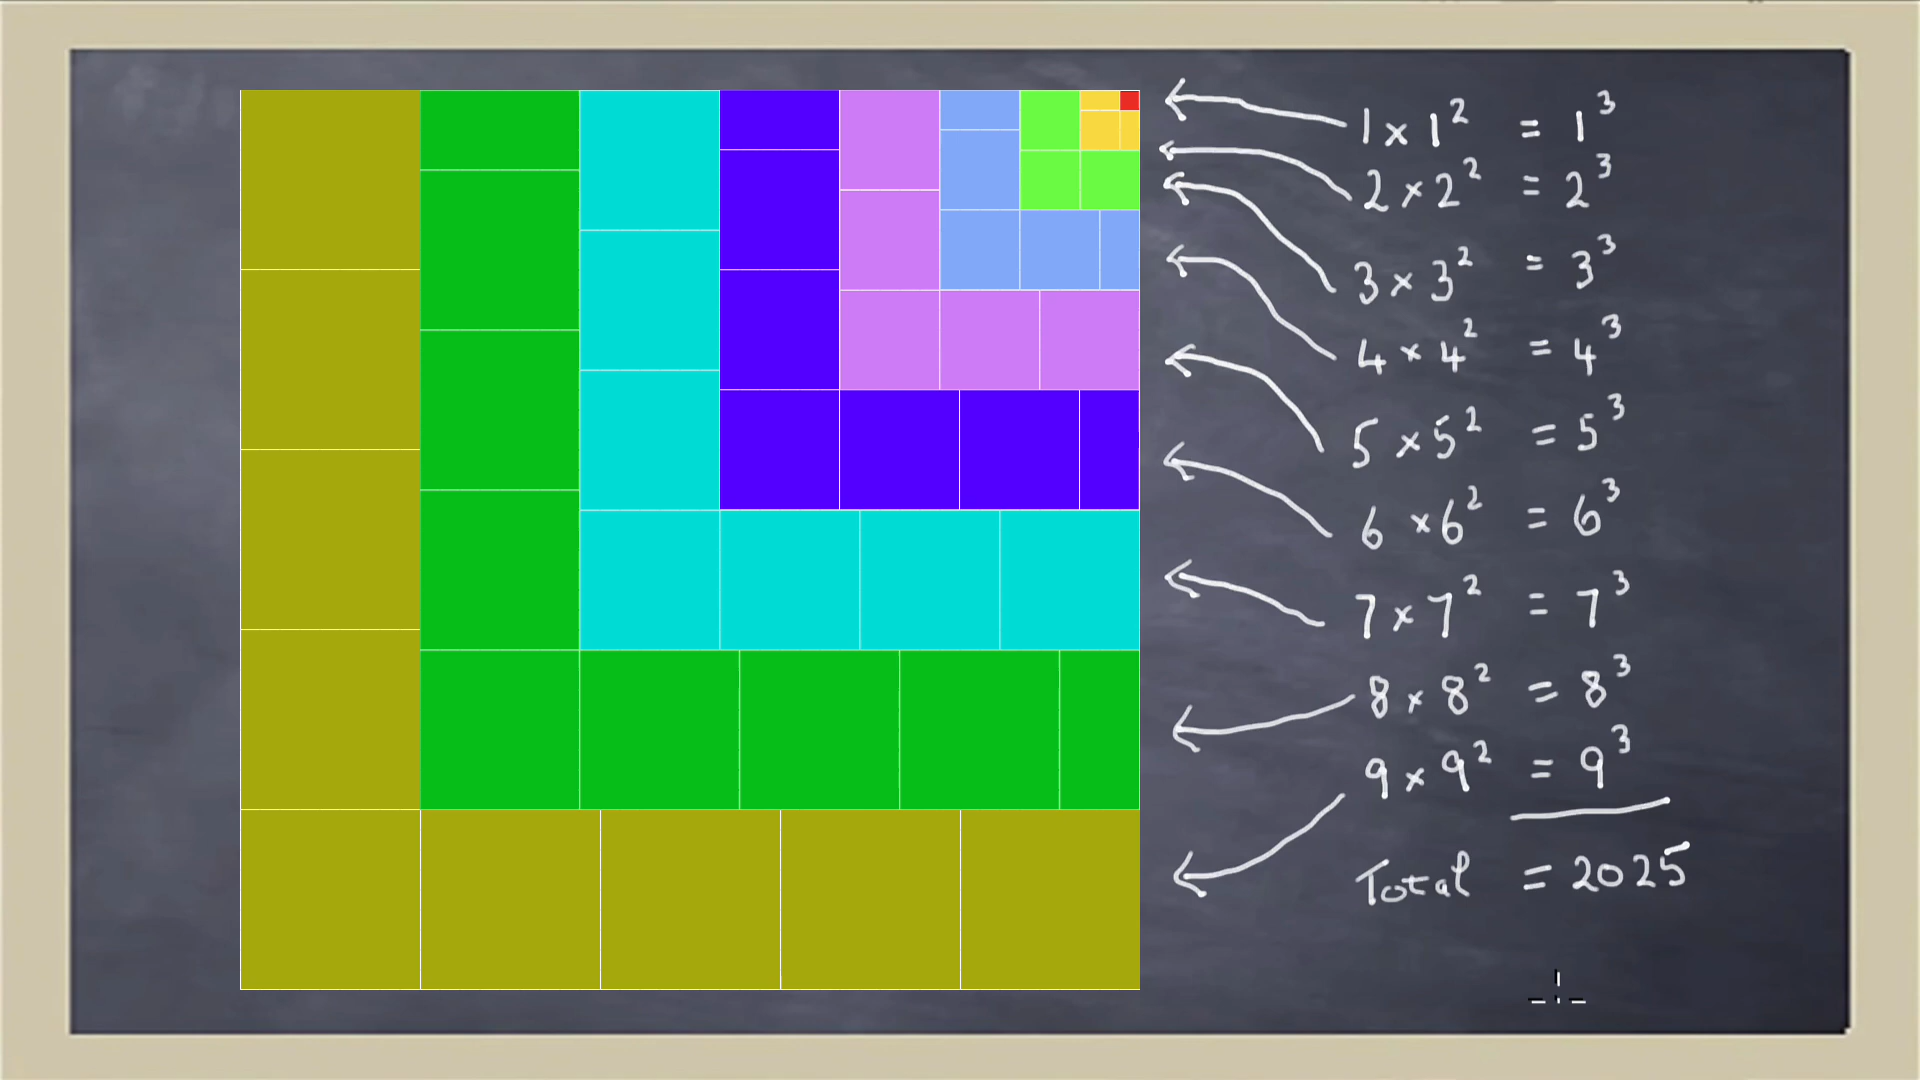 1 × 1² = 1³
2 × 2² = 2³
3 × 3² = 3³
4 × 4² = 4³
5 × 5² = 5³
6 × 6² = 6³
7 × 7² = 7³
8 × 8² = 8³
9 × 9² = 9³
Total = 2025